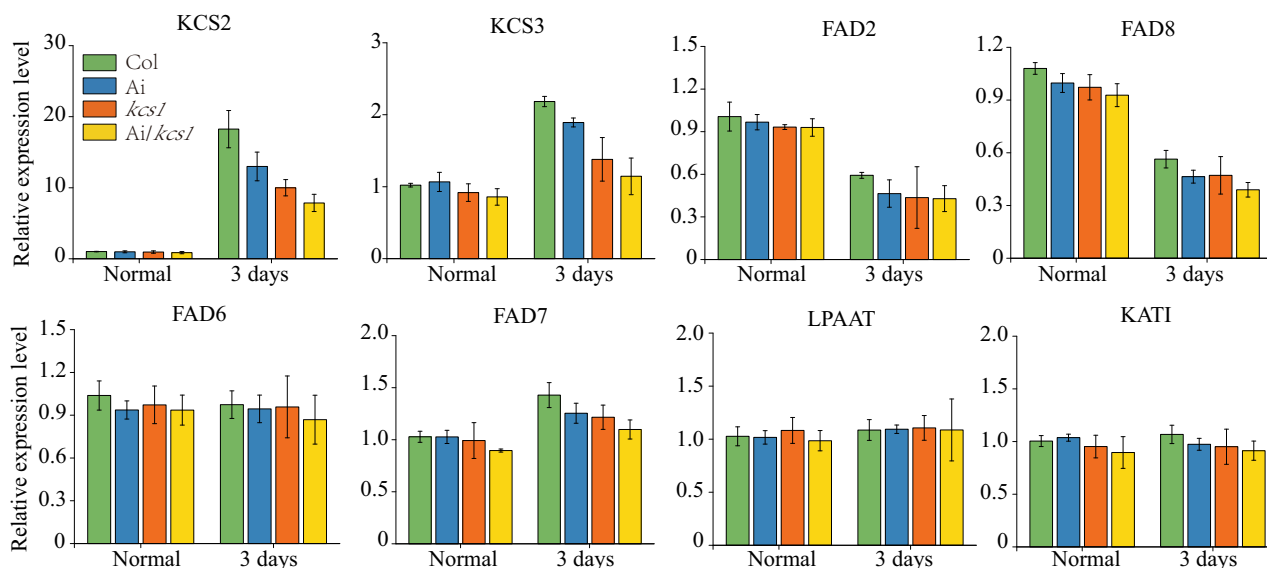 KCS2
KCS3
FAD2
FAD8
Relative expression level
30
20
10
0
Col
Ai
kcs1
Ai/kcs1
Normal
3 days
3
2
1
0
Normal
3 days
1.5
1.2
0.9
0.6
0.3
0
Normal
3 days
1.2
0.9
0.6
0.3
0
Normal
3 days
FAD6
FAD7
LPAAT
KATI
Relative expression level
1.5
1.2
0.9
0.6
0.3
0
Normal
3 days
2.0
1.5
1.0
0.5
0
Normal
3 days
2.0
1.5
1.0
0.5
0
Normal
3 days
2.0
1.5
1.0
0.5
0
Normal
3 days